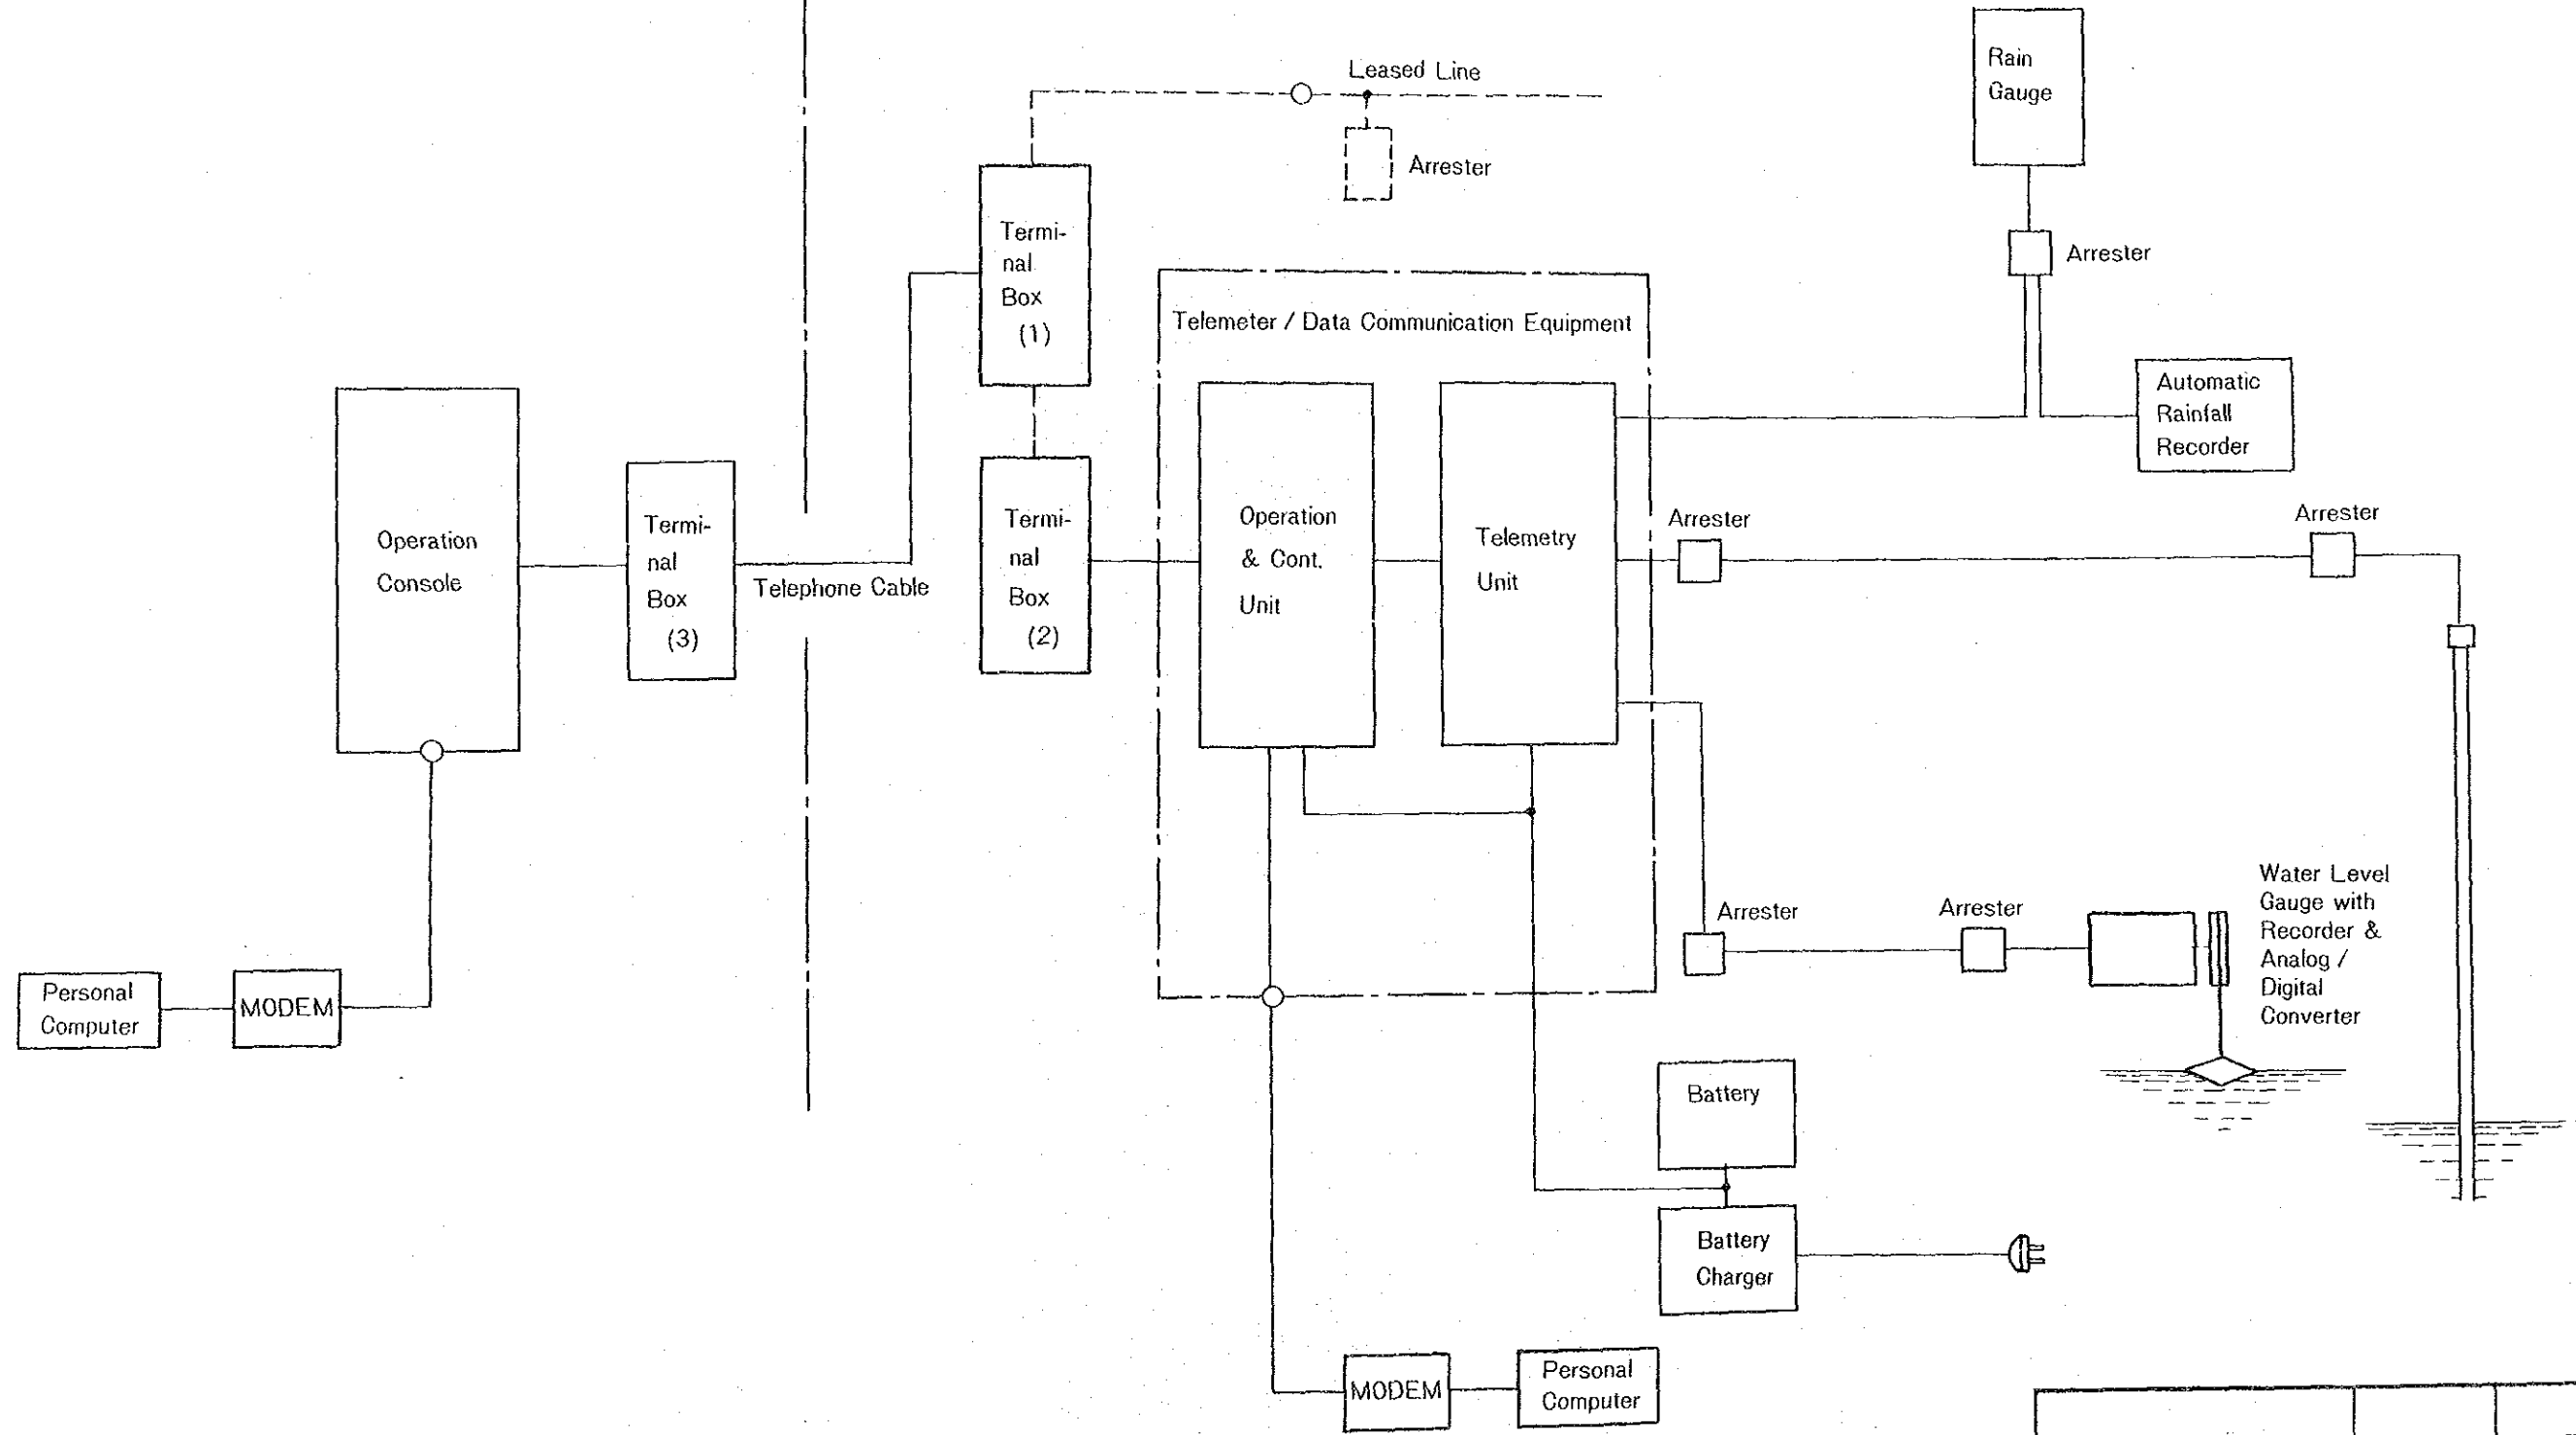 Leased Line
Arrester
Rain
Gauge
Arrester
Termi-
nal
Box
(1)
Telemeter / Data Communication Equipment
Automatic
Rainfall
Recorder
Operation
Console
Termi-
nal
Box
(3)
Telephone Cable
Termi-
nal
Box
(2)
Operation
& Cont.
Unit
Telemetry
Unit
Arrester
Arrester
Arrester
Arrester
Water Level
Gauge with
Recorder &
Analog /
Digital
Converter
Personal
Computer
MODEM
Battery
Battery
Charger
MODEM
Personal
Computer